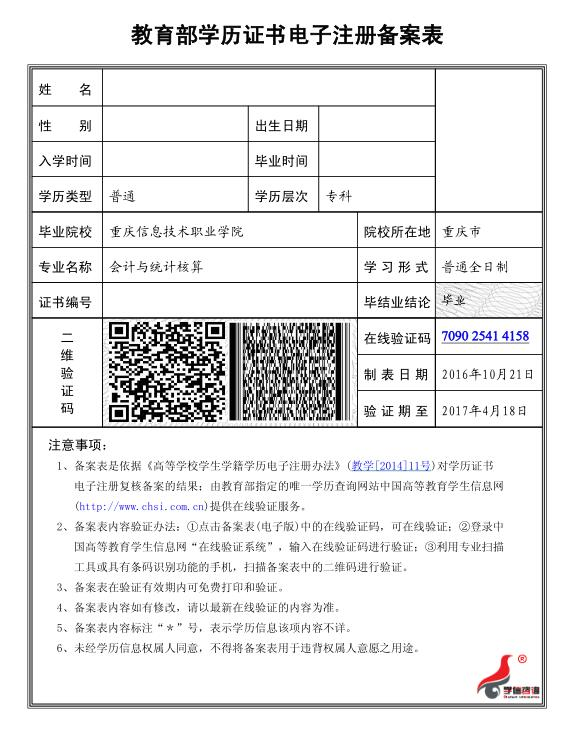 教育部学历证书电子注册备案表
姓 名
性 别 出生日期
入学时间 毕业时间
学历类型 普通 学历层次 专科
毕业院校 重庆信息技术职业学院 院校所在地 重庆市
专业名称 会计与统计核算 学习形式 普通全日制
证书编号 毕结业结论 毕业
二维验证码
在线验证码 7090 2541 4158
制表日期 2016年10月21日
验证期至 2017年4月18日
注意事项：
1、备案表是依据《高等学校学生学籍学历电子注册办法》(教学[2014]11号)对学历证书
电子注册复核备案的结果；由教育部指定的唯一学历查询网站中国高等教育学生信息网
(http://www.chsi.com.cn)提供在线验证服务。
2、备案表内容验证办法：①点击备案表(电子版)中的在线验证码，可在线验证；②登录中
国高等教育学生信息网“在线验证系统”，输入在线验证码进行验证；③利用专业扫描
工具或具有条码识别功能的手机，扫描备案表中的二维码进行验证。
3、备案表在验证有效期内可免费打印和验证。
4、备案表内容如有修改，请以最新在线验证的内容为准。
5、备案表内容标注“＊”号，表示学历信息该项内容不详。
6、未经学历信息权属人同意，不得将备案表用于违背权属人意愿之用途。
®
学信咨询